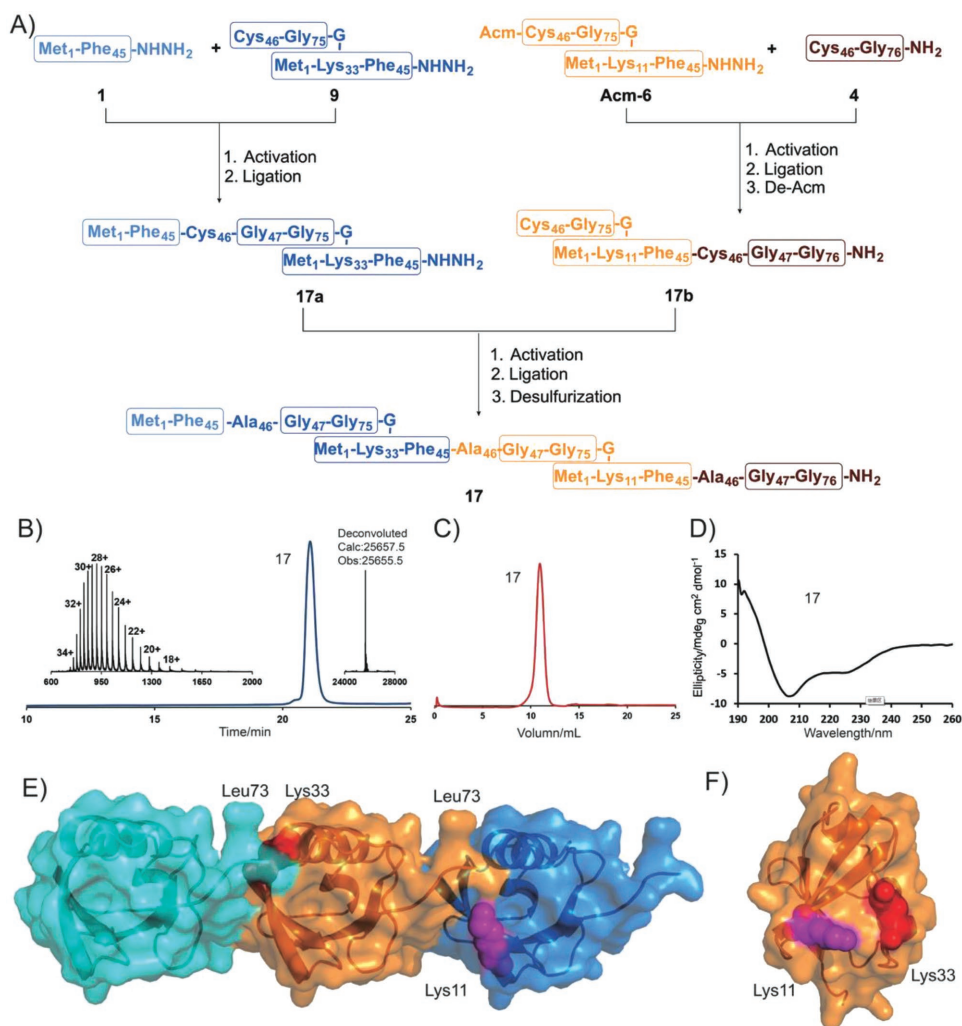 A)
Met1-Phe45-NHNH2 + Cys46-Gly75-G
Met1-Lys33-Phe45-NHNH2
1 9
Acm-Cys46-Gly75-G + Cys46-Gly76-NH2
Met1-Lys11-Phe45-NHNH2
Acm-6 4
1. Activation
2. Ligation
1. Activation
2. Ligation
3. De-Acm
Met1-Phe45-Cys46-Gly47-Gly75-G
Met1-Lys33-Phe45-NHNH2
17a
Cys46-Gly75-G
Met1-Lys11-Phe45-Cys46-Gly47-Gly76-NH2
17b
1. Activation
2. Ligation
3. Desulfurization
Met1-Phe45-Ala46-Gly47-Gly75-G
Met1-Lys33-Phe45-Ala46-Gly47-Gly75-G
Met1-Lys11-Phe45-Ala46-Gly47-Gly76-NH2
17
B)
17
Deconvoluted
Calc:25657.5
Obs:25655.5
34+ 32+ 30+ 28+ 26+ 24+ 22+ 20+ 18+
600 950 1300 1650 2000
24000 28000
10 15 20 25
Time/min
C)
17
0 5 10 15 20 25
Volumn/mL
D)
17
Ellipticity/mdeg cm2 dmol-1
15
10
5
0
-5
-10
190 200 210 220 230 240 250 260
Wavelength/nm
E)
Leu73 Lys33 Leu73
Lys11
F)
Lys11 Lys33